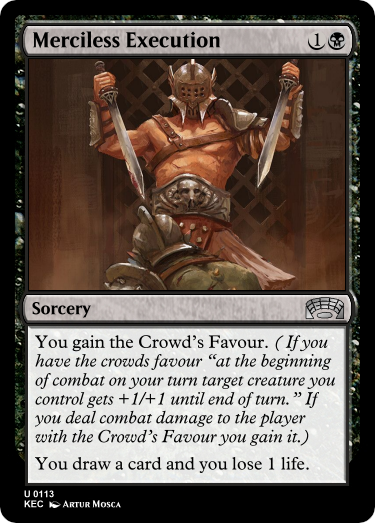 Merciless Execution 1
Sorcery
You gain the Crowd's Favour. ( If you
have the crowds favour “at the beginning
of combat on your turn target creature you
control gets +1/+1 until end of turn.” If
you deal combat damage to the player
with the Crowd's Favour you gain it.)
You draw a card and you lose 1 life.
U 0113
KEC Artur Mosca